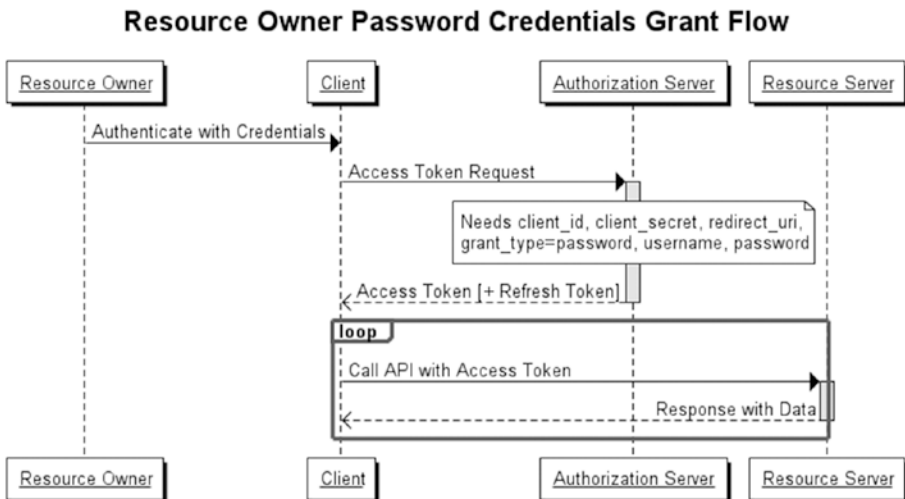 Resource Owner Password Credentials Grant Flow
Resource Owner
Client
Authorization Server
Resource Server
Authenticate with Credentials
Access Token Request
Needs client_id, client_secret, redirect_uri,
grant_type=password, username, password
Access Token [+ Refresh Token]
loop
Call API with Access Token
Response with Data
Resource Owner
Client
Authorization Server
Resource Server